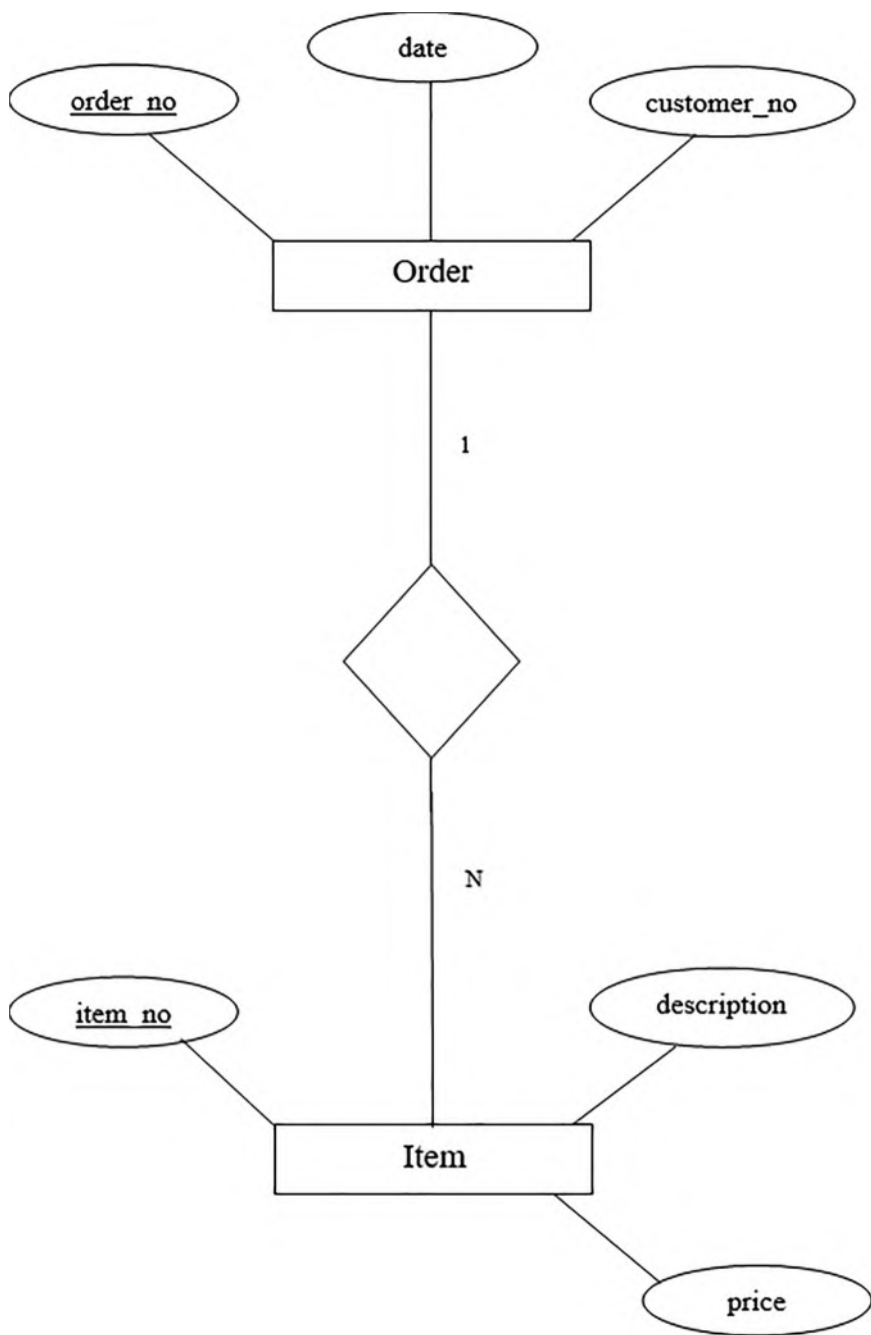 date
order_no
customer_no
Order
1
N
item_no
description
Item
price